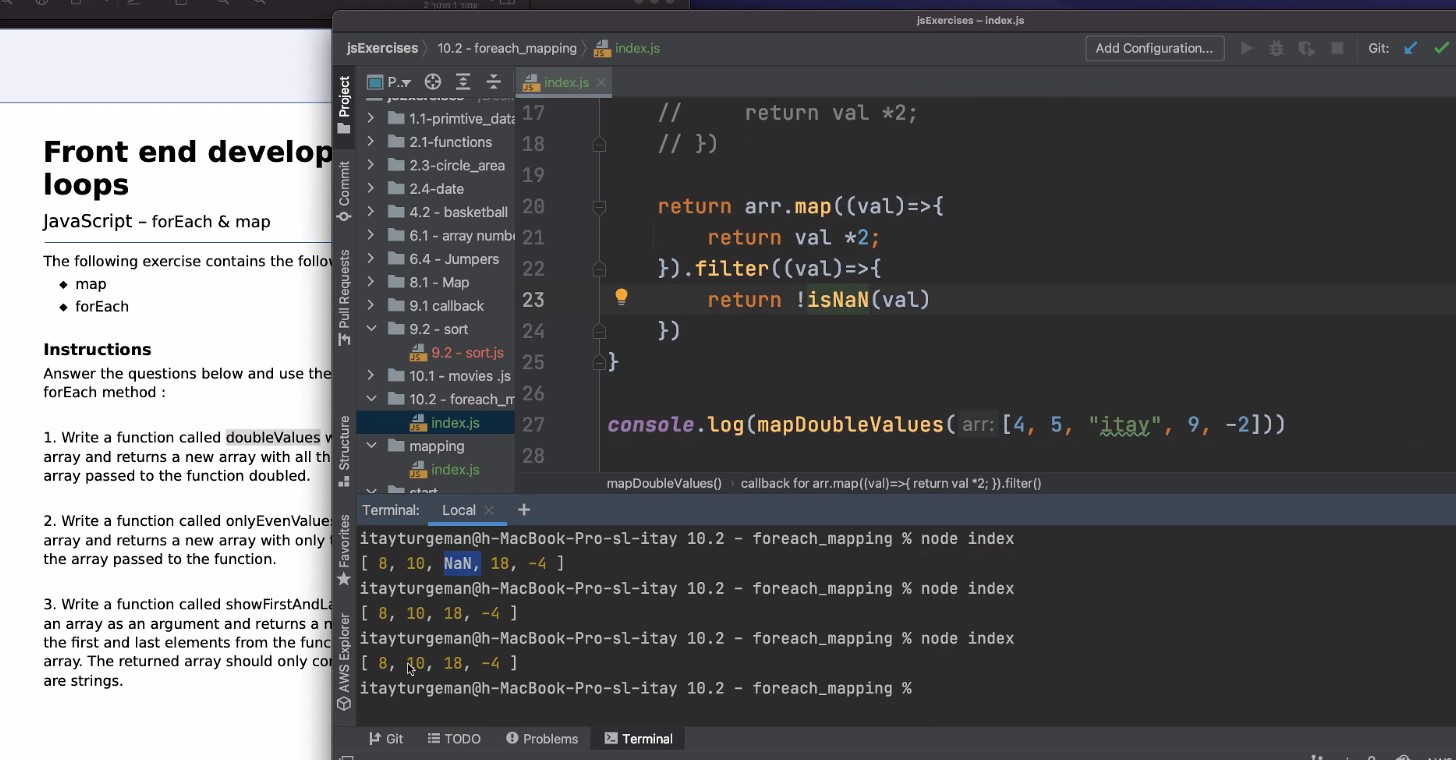 jsExercises – index.js
jsExercises 〉 10.2 - foreach_mapping 〉 index.js
Add Configuration...
Git:
Front end develop
loops
JavaScript – forEach & map
The following exercise contains the follow
◆ map
◆ forEach
Instructions
Answer the questions below and use the
forEach method :
1. Write a function called doubleValues w
array and returns a new array with all th
array passed to the function doubled.
2. Write a function called onlyEvenValues
array and returns a new array with only
the array passed to the function.
3. Write a function called showFirstAndLa
an array as an argument and returns a n
the first and last elements from the func
array. The returned array should only co
are strings.
Project
Commit
Pull Requests
Structure
Favorites
AWS Explorer
P..
1.1-primtive_data
2.1-functions
2.3-circle_area
2.4-date
4.2 - basketball
6.1 - array numbe
6.4 - Jumpers
8.1 - Map
9.1 callback
9.2 - sort
9.2 - sort.js
10.1 - movies .js
10.2 - foreach_m
index.js
mapping
index.js
start
index.js
17 // return val *2;
18 // })
19
20 return arr.map((val)=>{
21 return val *2;
22 }).filter((val)=>{
23 return !isNaN(val)
24 })
25 }
26
27 console.log(mapDoubleValues( arr: [4, 5, "itay", 9, -2]))
28
mapDoubleValues() › callback for arr.map((val)=>{ return val *2; }).filter()
Terminal: Local +
itayturgeman@h-MacBook-Pro-sl-itay 10.2 - foreach_mapping % node index
[ 8, 10, NaN, 18, -4 ]
itayturgeman@h-MacBook-Pro-sl-itay 10.2 - foreach_mapping % node index
[ 8, 10, 18, -4 ]
itayturgeman@h-MacBook-Pro-sl-itay 10.2 - foreach_mapping % node index
[ 8, 10, 18, -4 ]
itayturgeman@h-MacBook-Pro-sl-itay 10.2 - foreach_mapping %
Git TODO Problems Terminal